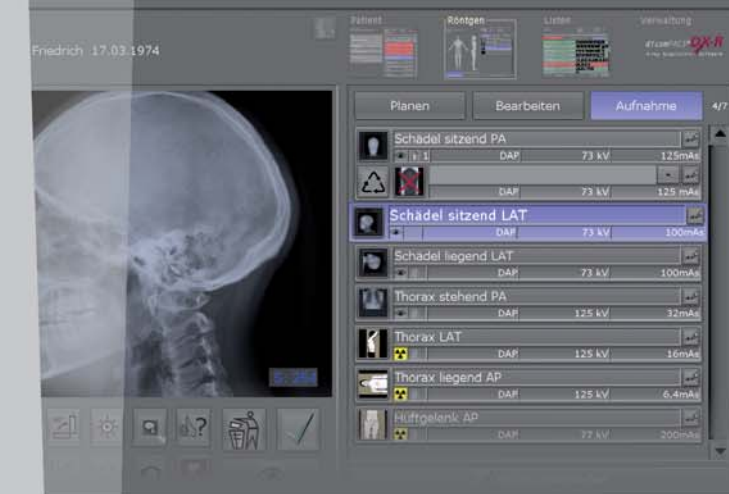 Patient
Röntgen
Listen
Verwaltung
Friedrich 17.03.1974
dicomPACS DX-R
Planen
Bearbeiten
Aufnahme
4/7
Schädel sitzend PA
1 DAP 73 kV 125mAs
DAP 73 kV 125 mAs
Schädel sitzend LAT
DAP 73 kV 100mAs
Schädel liegend LAT
DAP 73 kV 100mAs
Thorax stehend PA
DAP 125 kV 32mAs
Thorax LAT
DAP 125 kV 16mAs
Thorax liegend AP
DAP 125 kV 6,4mAs
Hüftgelenk AP
DAP 77 kV 200mAs
?